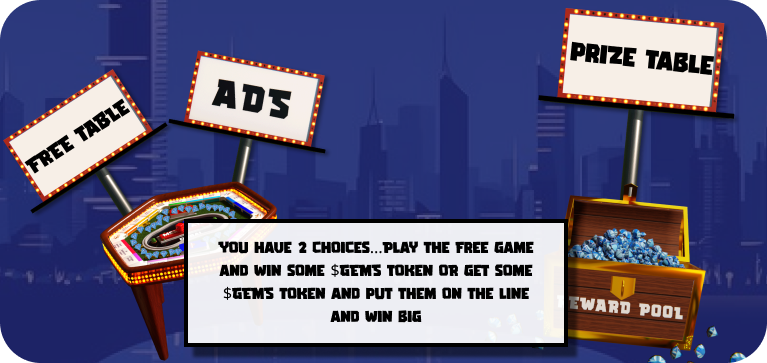 FREE TABLE
ADS
PRIZE TABLE
YOU HAVE 2 CHOICES...PLAY THE FREE GAME
AND WIN SOME $GEMS TOKEN OR GET SOME
$GEMS TOKEN AND PUT THEM ON THE LINE
AND WIN BIG
EWARD POOL